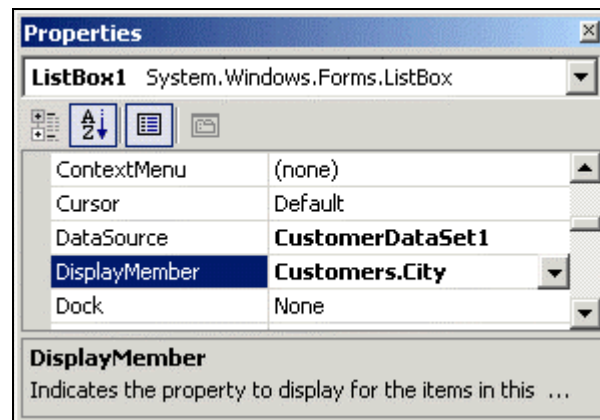 Properties
ListBox1 System.Windows.Forms.ListBox
A
Z
ContextMenu (none)
Cursor Default
DataSource CustomerDataSet1
DisplayMember Customers.City
Dock None
DisplayMember
Indicates the property to display for the items in this ...